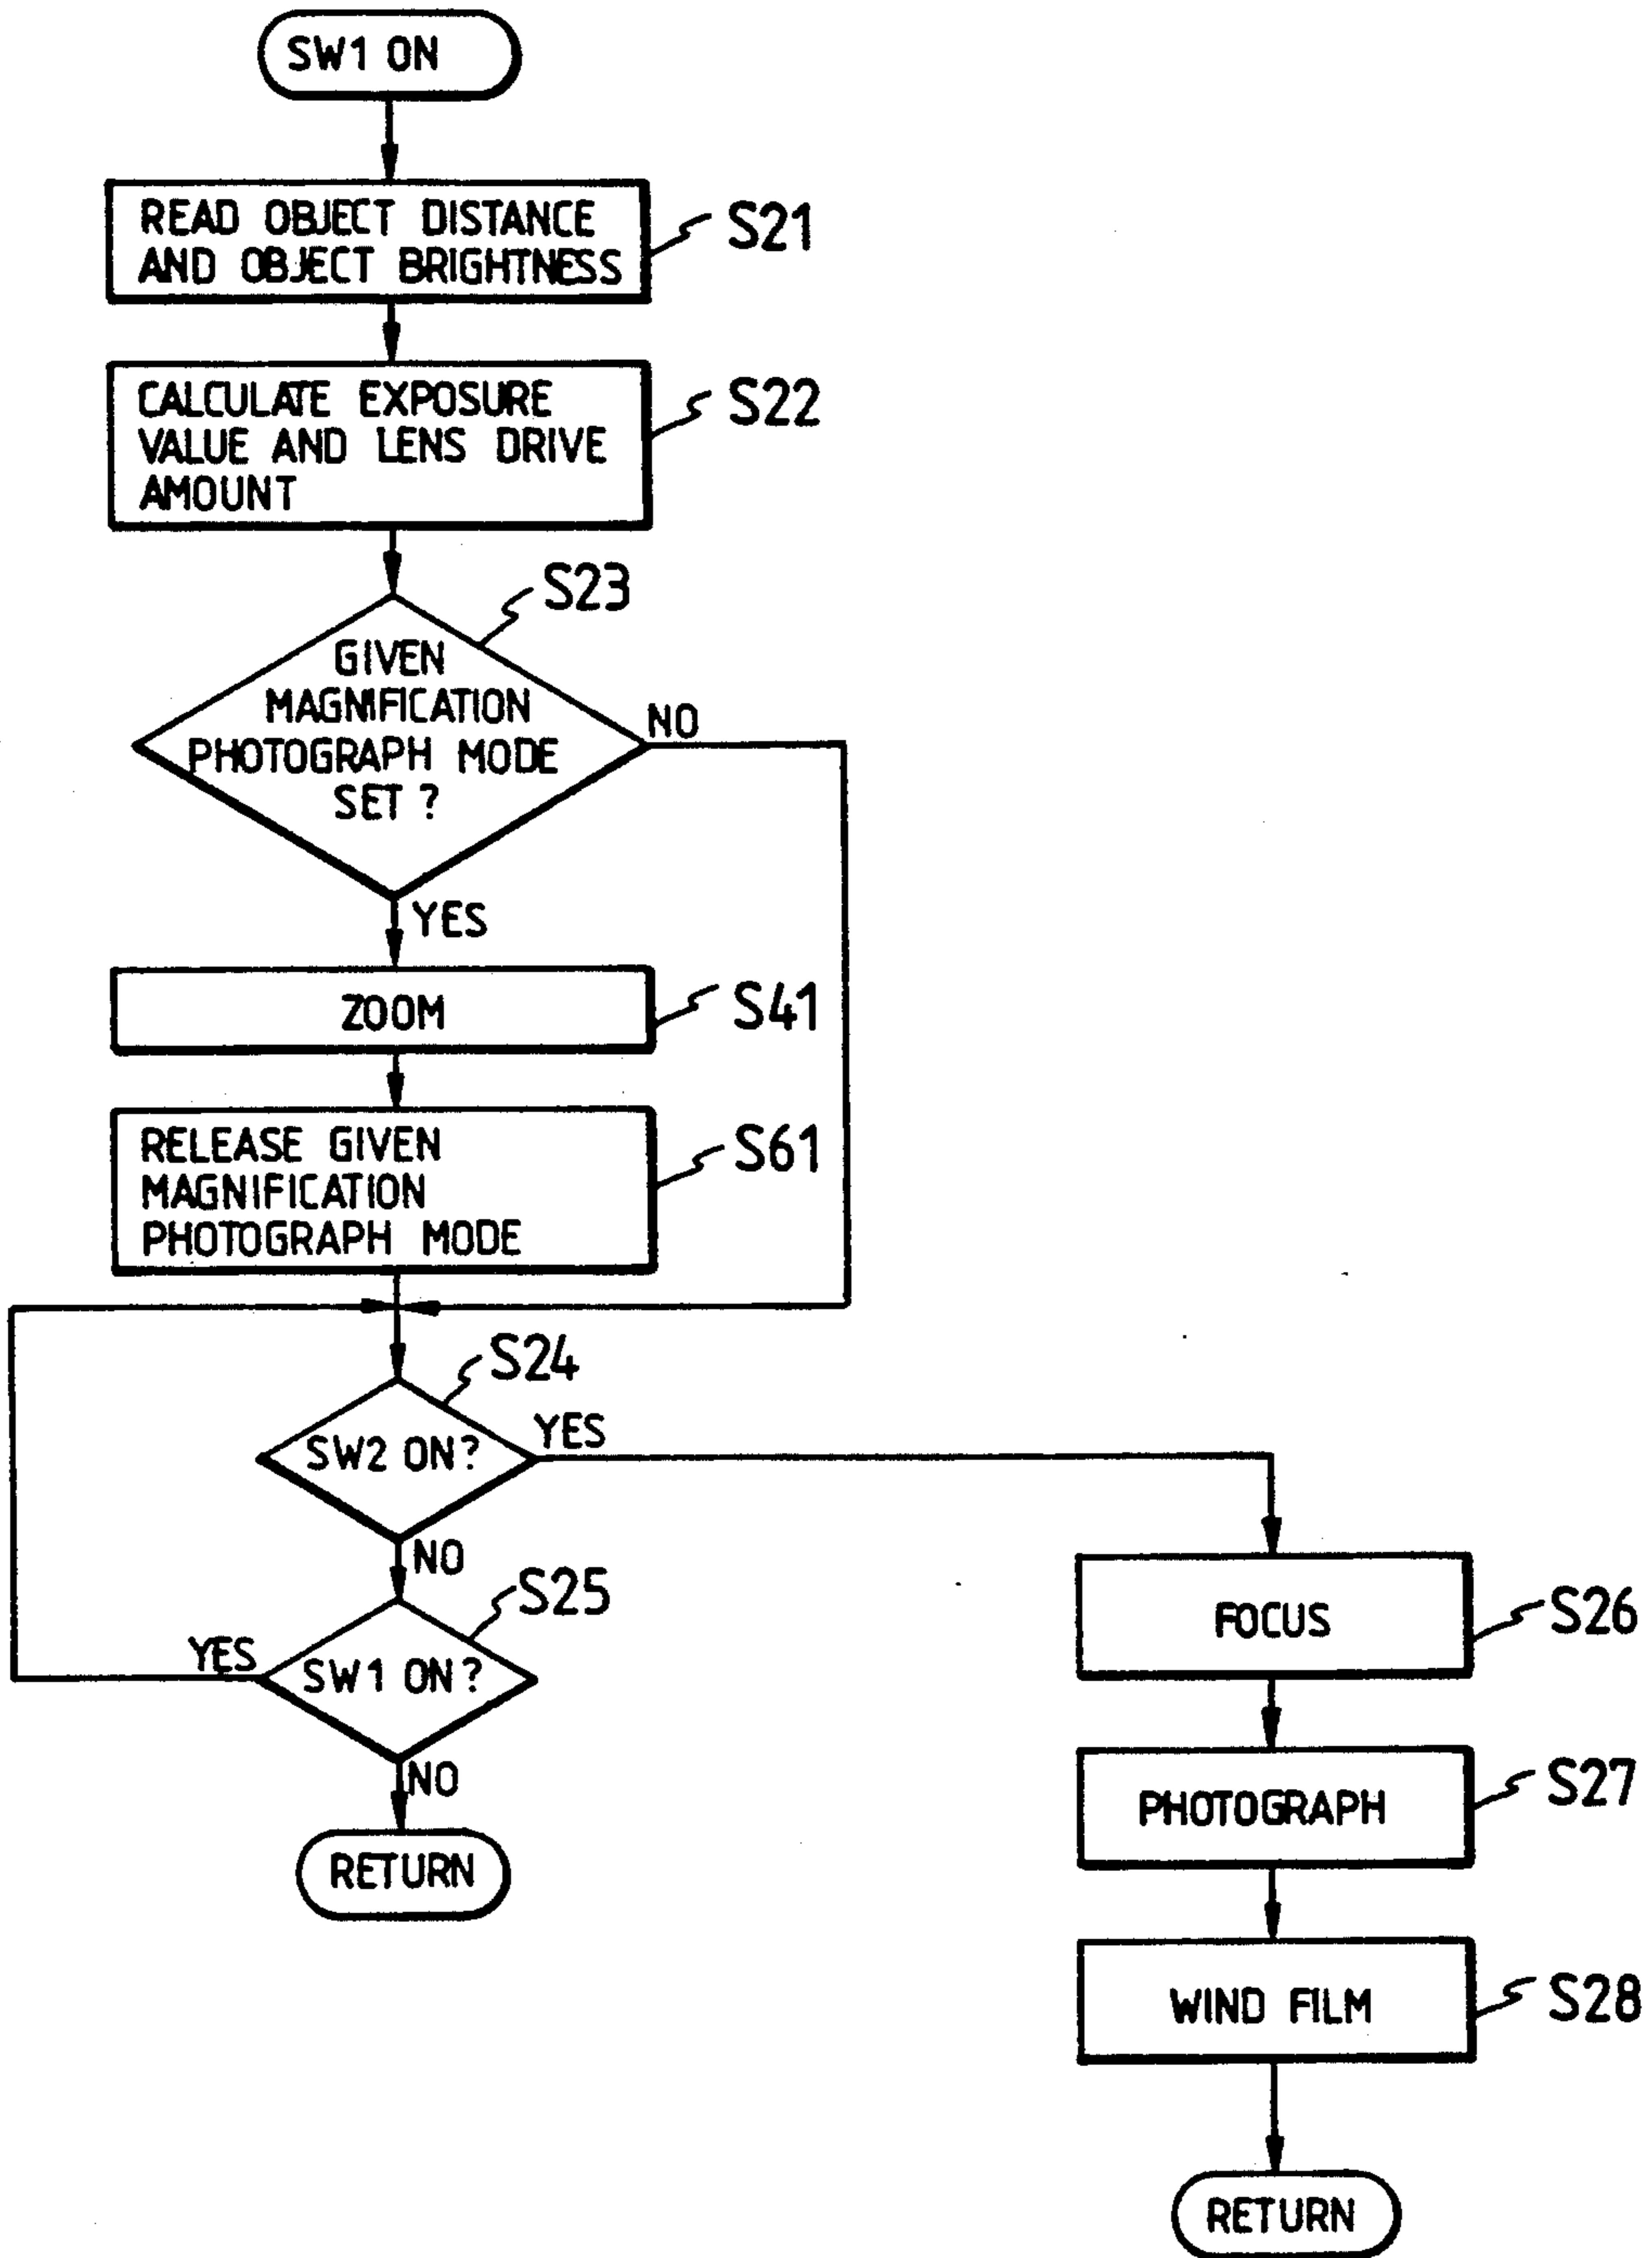 SW1 ON
READ OBJECT DISTANCE
AND OBJECT BRIGHTNESS
S21
CALCULATE EXPOSURE
VALUE AND LENS DRIVE
AMOUNT
S22
S23
GIVEN
MAGNIFICATION
PHOTOGRAPH MODE
SET ?
NO
YES
ZOOM
S41
RELEASE GIVEN
MAGNIFICATION
PHOTOGRAPH MODE
S61
S24
SW2 ON?
YES
NO
S25
SW1 ON?
YES
NO
RETURN
FOCUS
S26
PHOTOGRAPH
S27
WIND FILM
S28
RETURN